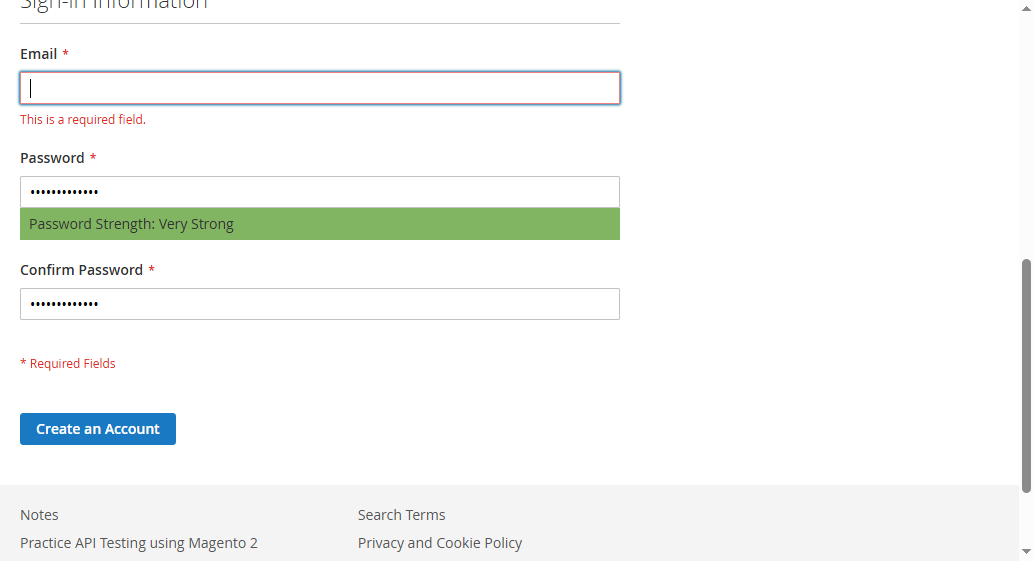 Sign-in Information
Email *
This is a required field.
Password *
•••••••••••••
Password Strength: Very Strong
Confirm Password *
•••••••••••••
* Required Fields
Create an Account
Notes
Search Terms
Practice API Testing using Magento 2
Privacy and Cookie Policy